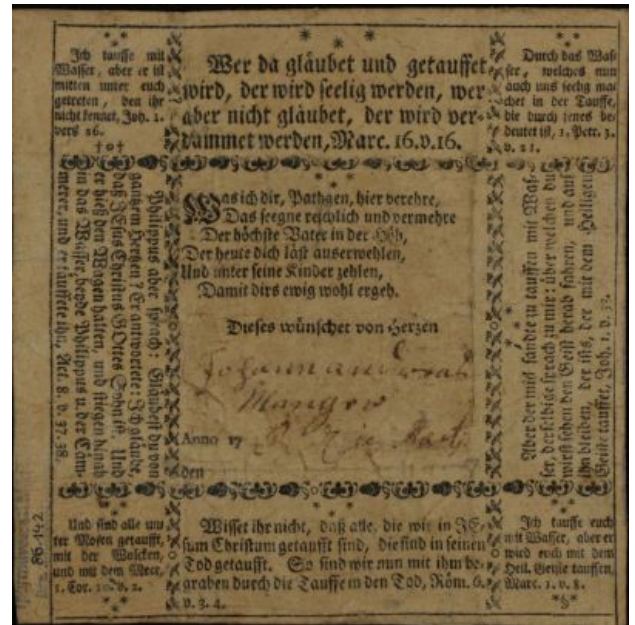 Ich tauffe mit
Wasser, aber er ist
mitten unter euch
getreten, den ihr
nicht kennet, Joh. 1.
vers 26.
Wer da gläubet und getauffet
wird, der wird seelig werden, wer
aber nicht gläubet, der wird ver-
dammet werden, Marc. 16. v. 16.
Durch das Was-
ser, welches nun
auch uns seelig ma-
chet in der Tauffe,
die durch jenes be-
deutet ist, 1. Petr. 3.
v. 21.
Philippus aber sprach: Gläubest du von
gantzem Hertzen? Er antwortete: Ich glaube,
daß JEsus Christus GOttes Sohn ist. Und
er hieß den Wagen halten, und stiegen hinab
in das Wasser, beyde Philippus u. der Cäm-
merer, und er tauffete ihn, Act. 8. v. 37. 38.
Was ich dir, Pathgen, hier verehre,
Das seegne reichlich und vermehre
Der höchste Vater in der Höh,
Der heute dich läst auserwehlen,
Und unter seine Kinder zehlen,
Damit dirs ewig wohl ergeh.
Dieses wünschet von Hertzen
Johann andreas
Anno 17
den
Aber der mich sandte zu tauffen mit Was-
ser, derselbige sprach zu mir: über welchen du
wirst sehen den Geist herab fahren, und auf
ihm bleiben, der ists, der mit dem Heiligen
Geiste tauffet, Joh. 1. v. 33.
Und sind alle un-
ter Mosen getaufft,
mit der Wolcken,
und mit dem Meer,
1. Cor. 10. v. 2.
Wisset ihr nicht, daß alle, die wir in JE-
sum Christum getaufft sind, die sind in seinen
Tod getaufft. So sind wir nun mit ihm be-
graben durch die Tauffe in den Tod, Röm. 6.
v. 3. 4.
Ich tauffe euch
mit Wasser, aber er
wird euch mit dem
Heil. Geiste tauffen,
Marc. 1. v. 8.
86.142